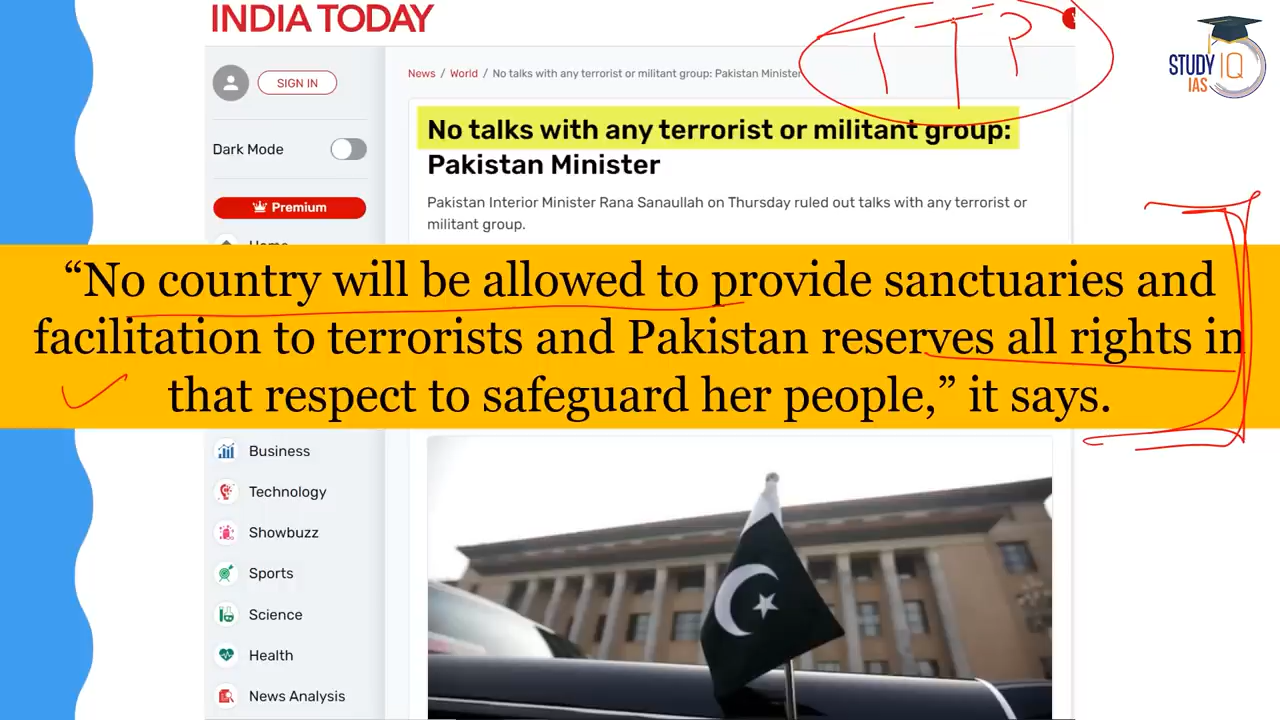 INDIA TODAY
TTP
STUDY IQ
IAS
SIGN IN
News / World / No talks with any terrorist or militant group: Pakistan Minister
Dark Mode
No talks with any terrorist or militant group:
Pakistan Minister
Premium
Pakistan Interior Minister Rana Sanaullah on Thursday ruled out talks with any terrorist or
militant group.
Home
“No country will be allowed to provide sanctuaries and
facilitation to terrorists and Pakistan reserves all rights in
that respect to safeguard her people,” it says.
Business
Technology
Showbuzz
Sports
Science
Health
News Analysis